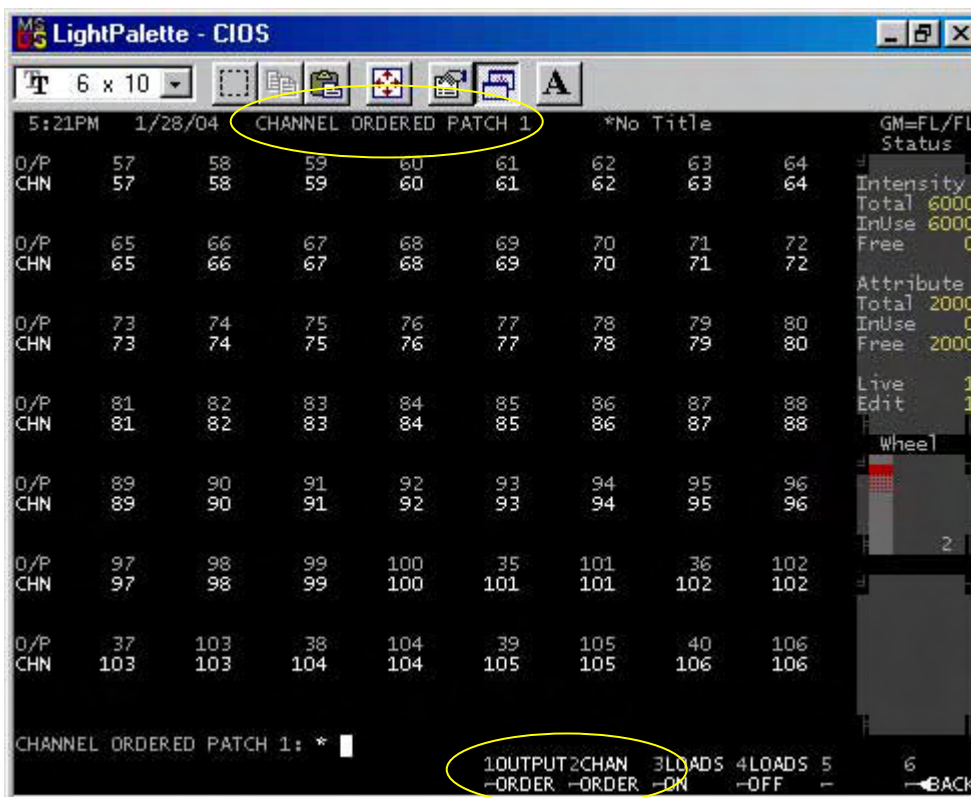 LightPalette - CIOS
6 x 10
A
5:21PM 1/28/04 CHANNEL ORDERED PATCH 1 *No Title GM=FL/FL
Status
O/P 57 58 59 60 61 62 63 64
CHN 57 58 59 60 61 62 63 64
Intensity
Total 6000
InUse 6000
Free 0
O/P 65 66 67 68 69 70 71 72
CHN 65 66 67 68 69 70 71 72
Attribute
Total 2000
InUse 0
Free 2000
O/P 73 74 75 76 77 78 79 80
CHN 73 74 75 76 77 78 79 80
Live 1
Edit 1
O/P 81 82 83 84 85 86 87 88
CHN 81 82 83 84 85 86 87 88
Wheel
O/P 89 90 91 92 93 94 95 96
CHN 89 90 91 92 93 94 95 96
2
O/P 97 98 99 100 35 101 36 102
CHN 97 98 99 100 101 101 102 102
O/P 37 103 38 104 39 105 40 106
CHN 103 103 104 104 105 105 106 106
CHANNEL ORDERED PATCH 1: *
1OUTPUT 2CHAN 3LOADS 4LOADS 5 6
ORDER ORDER ON OFF BACK